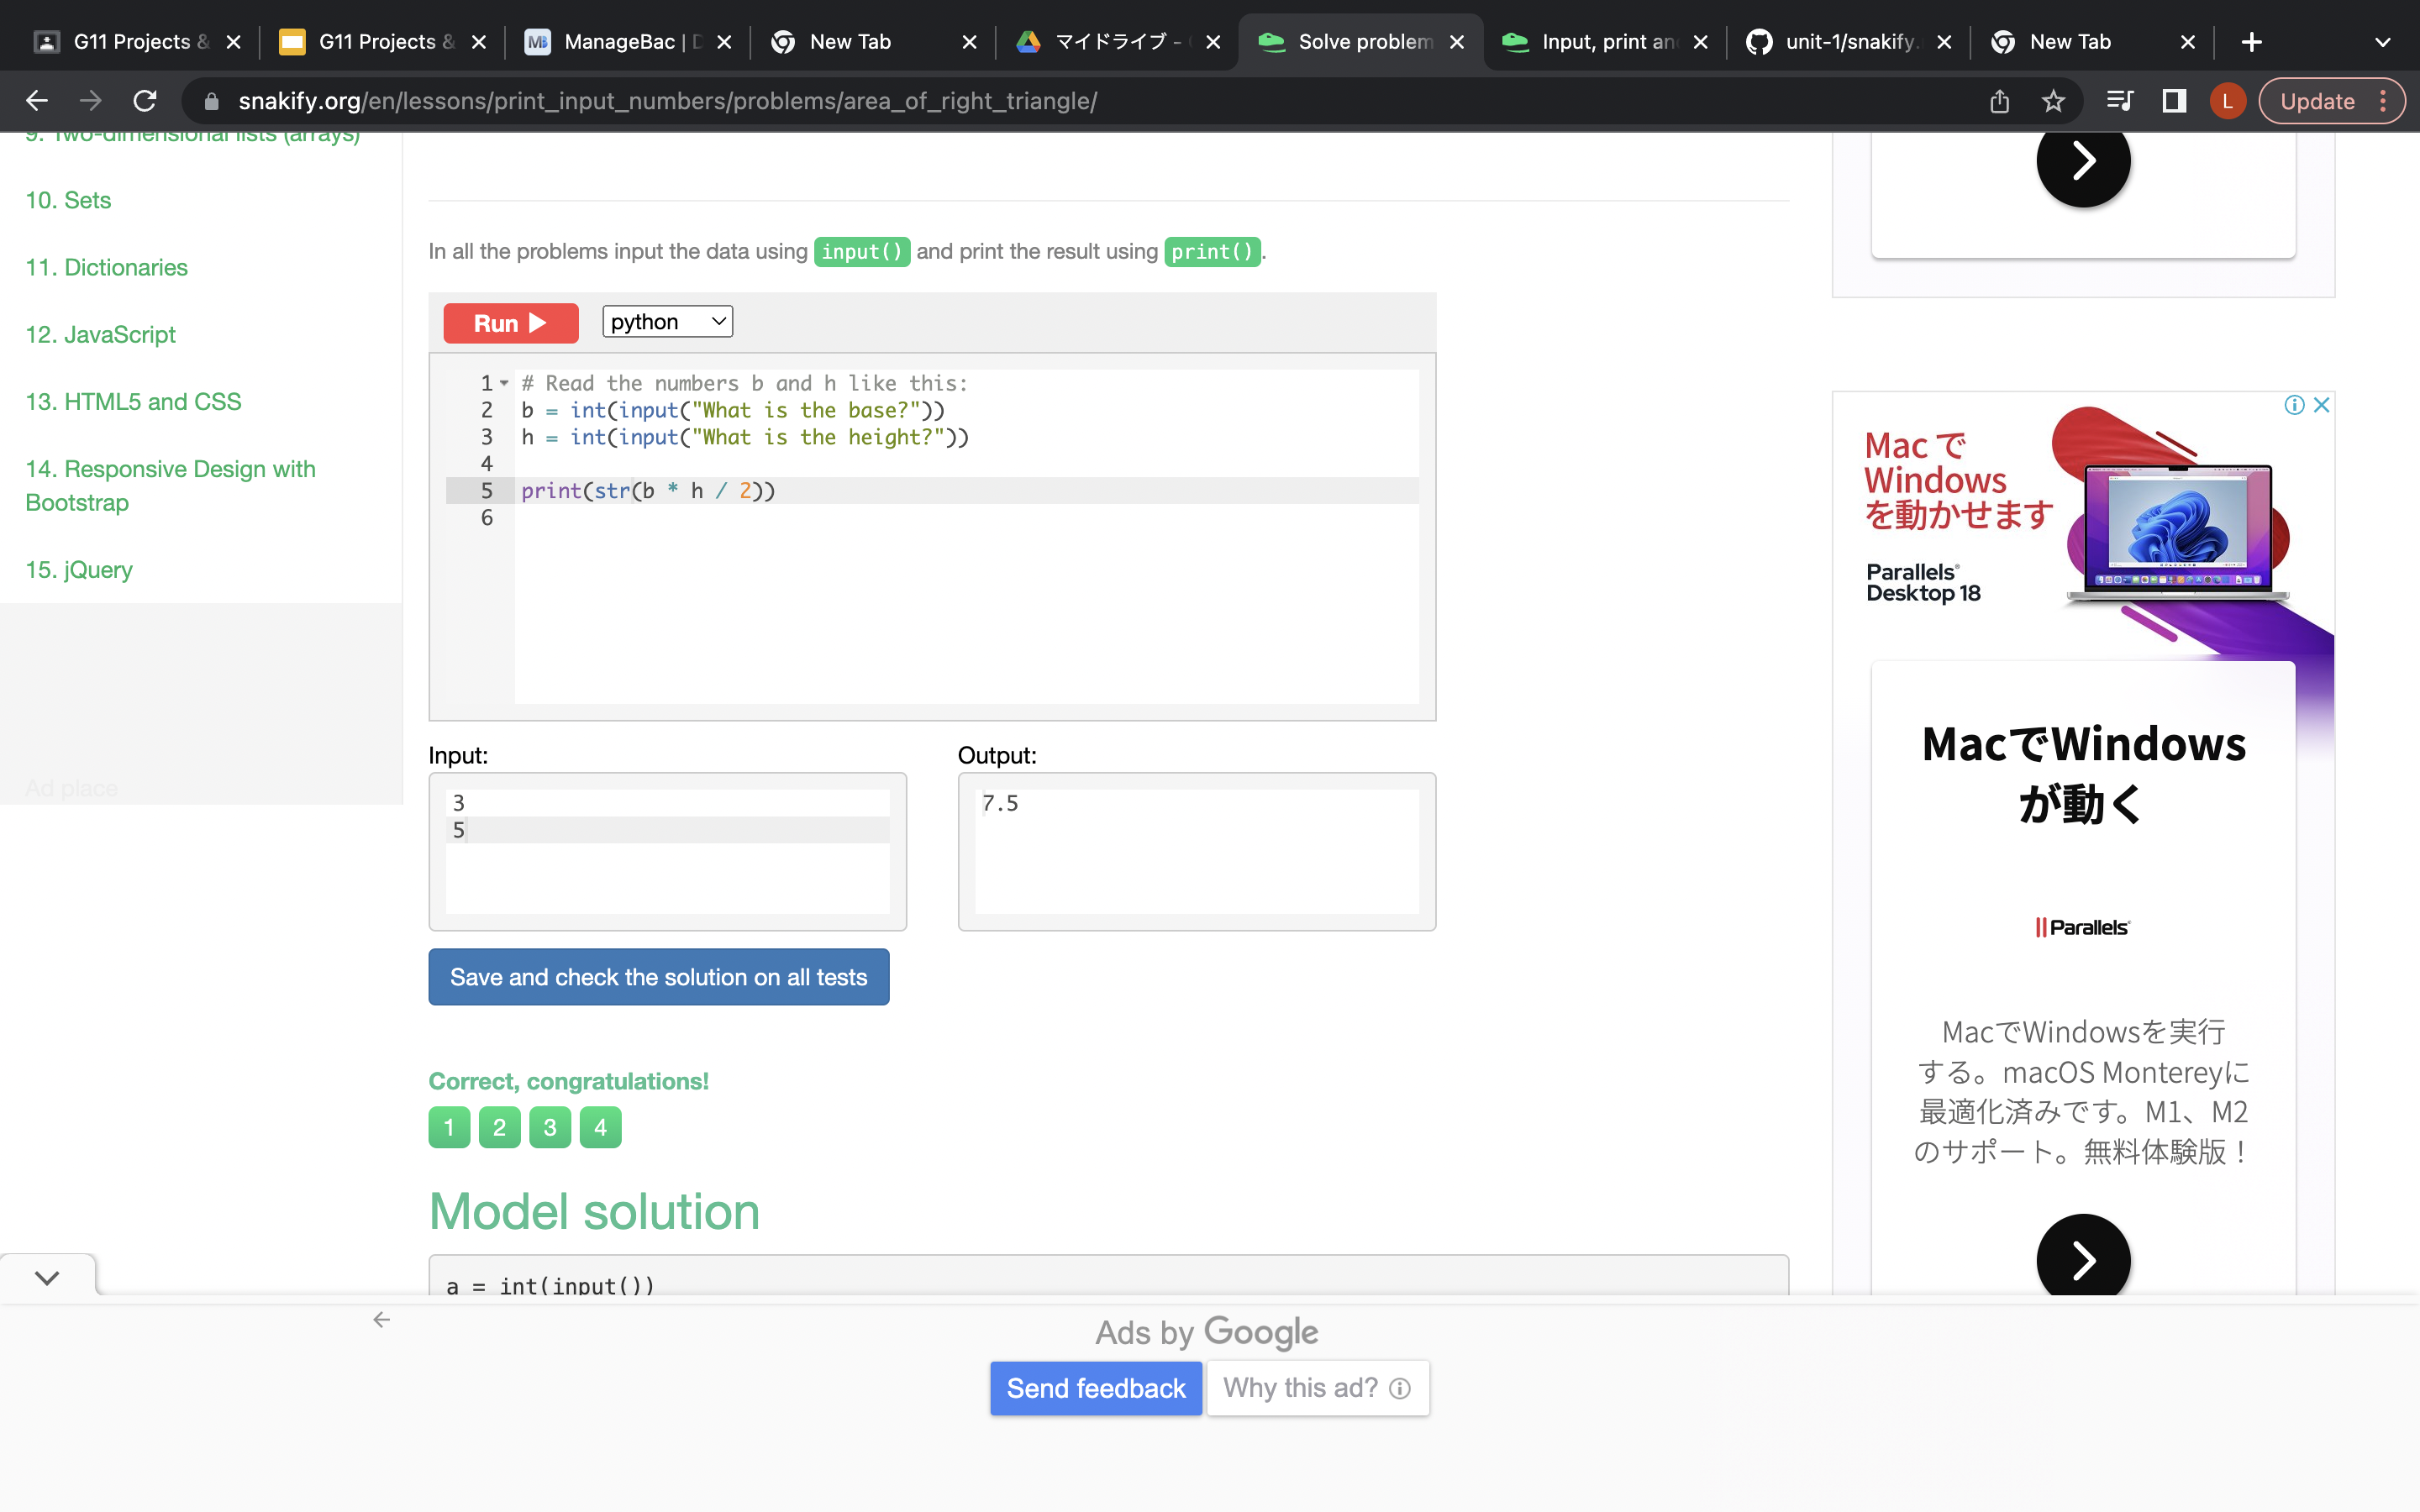 G11 Projects &
G11 Projects &
ManageBac | D
New Tab
マイドライブ -
Solve problem
Input, print an
unit-1/snakify.
New Tab
snakify.org/en/lessons/print_input_numbers/problems/area_of_right_triangle/
L
Update
9. Two-dimensional lists (arrays)
10. Sets
11. Dictionaries
12. JavaScript
13. HTML5 and CSS
14. Responsive Design with
Bootstrap
15. jQuery
Ad place
In all the problems input the data using input() and print the result using print().
Run
python
1 # Read the numbers b and h like this:
2 b = int(input("What is the base?"))
3 h = int(input("What is the height?"))
4
5 print(str(b * h / 2))
6
Input:
3
5
Output:
7.5
Save and check the solution on all tests
Correct, congratulations!
1 2 3 4
Model solution
a = int(input())
Mac で
Windows
を動かせます
Parallels®
Desktop 18
MacでWindows
が動く
Parallels®
MacでWindowsを実行
する。macOS Montereyに
最適化済みです。M1、M2
のサポート。無料体験版！
Ads by Google
Send feedback
Why this ad?